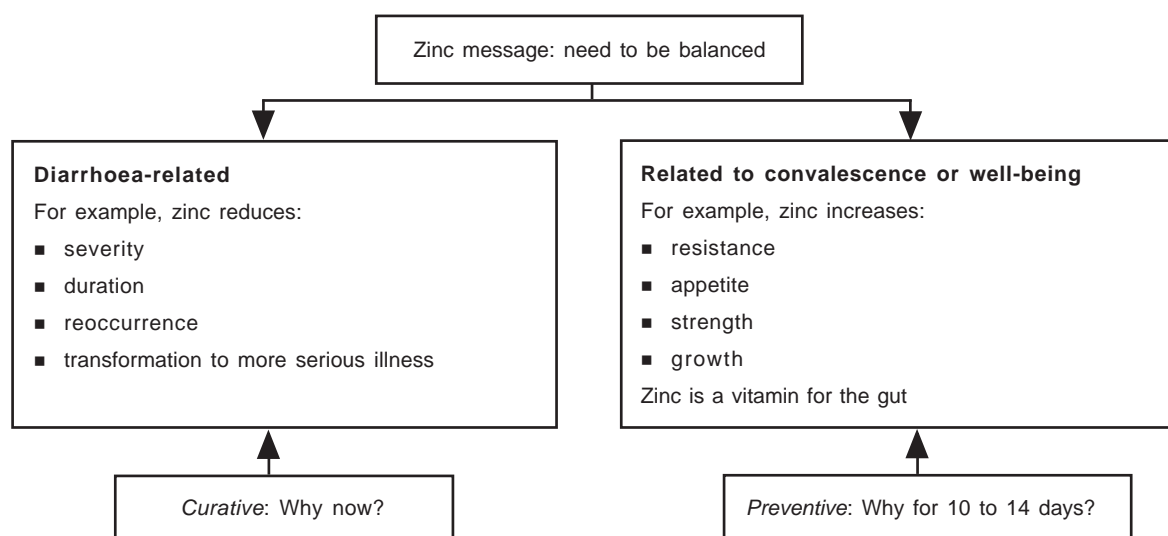 Zinc message: need to be balanced
Diarrhoea-related
For example, zinc reduces:
■ severity
■ duration
■ reoccurrence
■ transformation to more serious illness
Related to convalescence or well-being
For example, zinc increases:
■ resistance
■ appetite
■ strength
■ growth
Zinc is a vitamin for the gut
Curative: Why now?
Preventive: Why for 10 to 14 days?